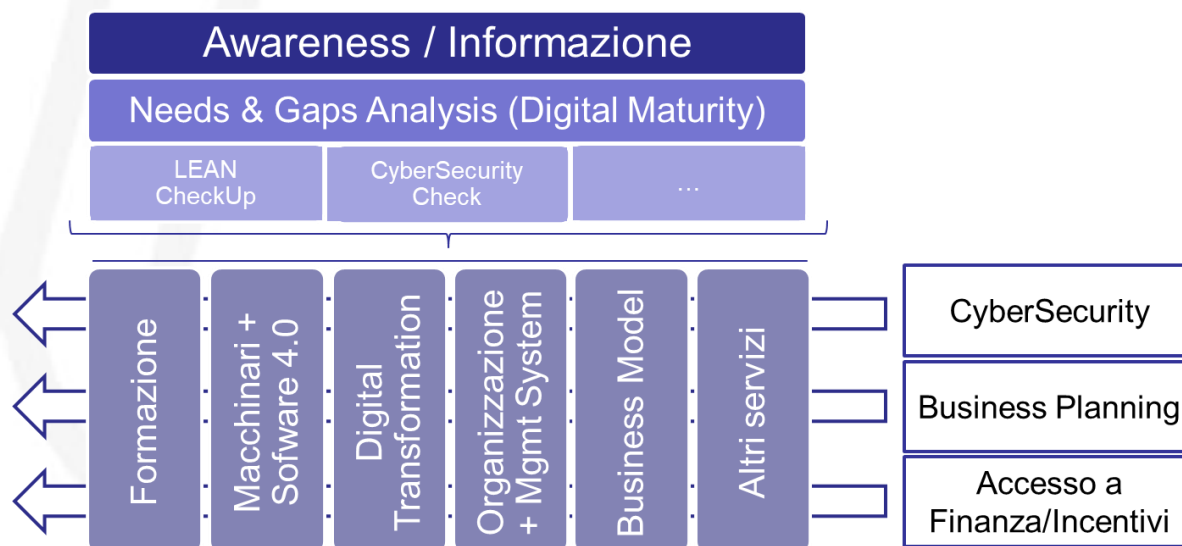 Awareness / Informazione
Needs & Gaps Analysis (Digital Maturity)
LEAN
CheckUp
CyberSecurity
Check
...
Formazione
Macchinari +
Sofware 4.0
Digital
Transformation
Organizzazione
+ Mgmt System
Business Model
Altri servizi
CyberSecurity
Business Planning
Accesso a
Finanza/Incentivi